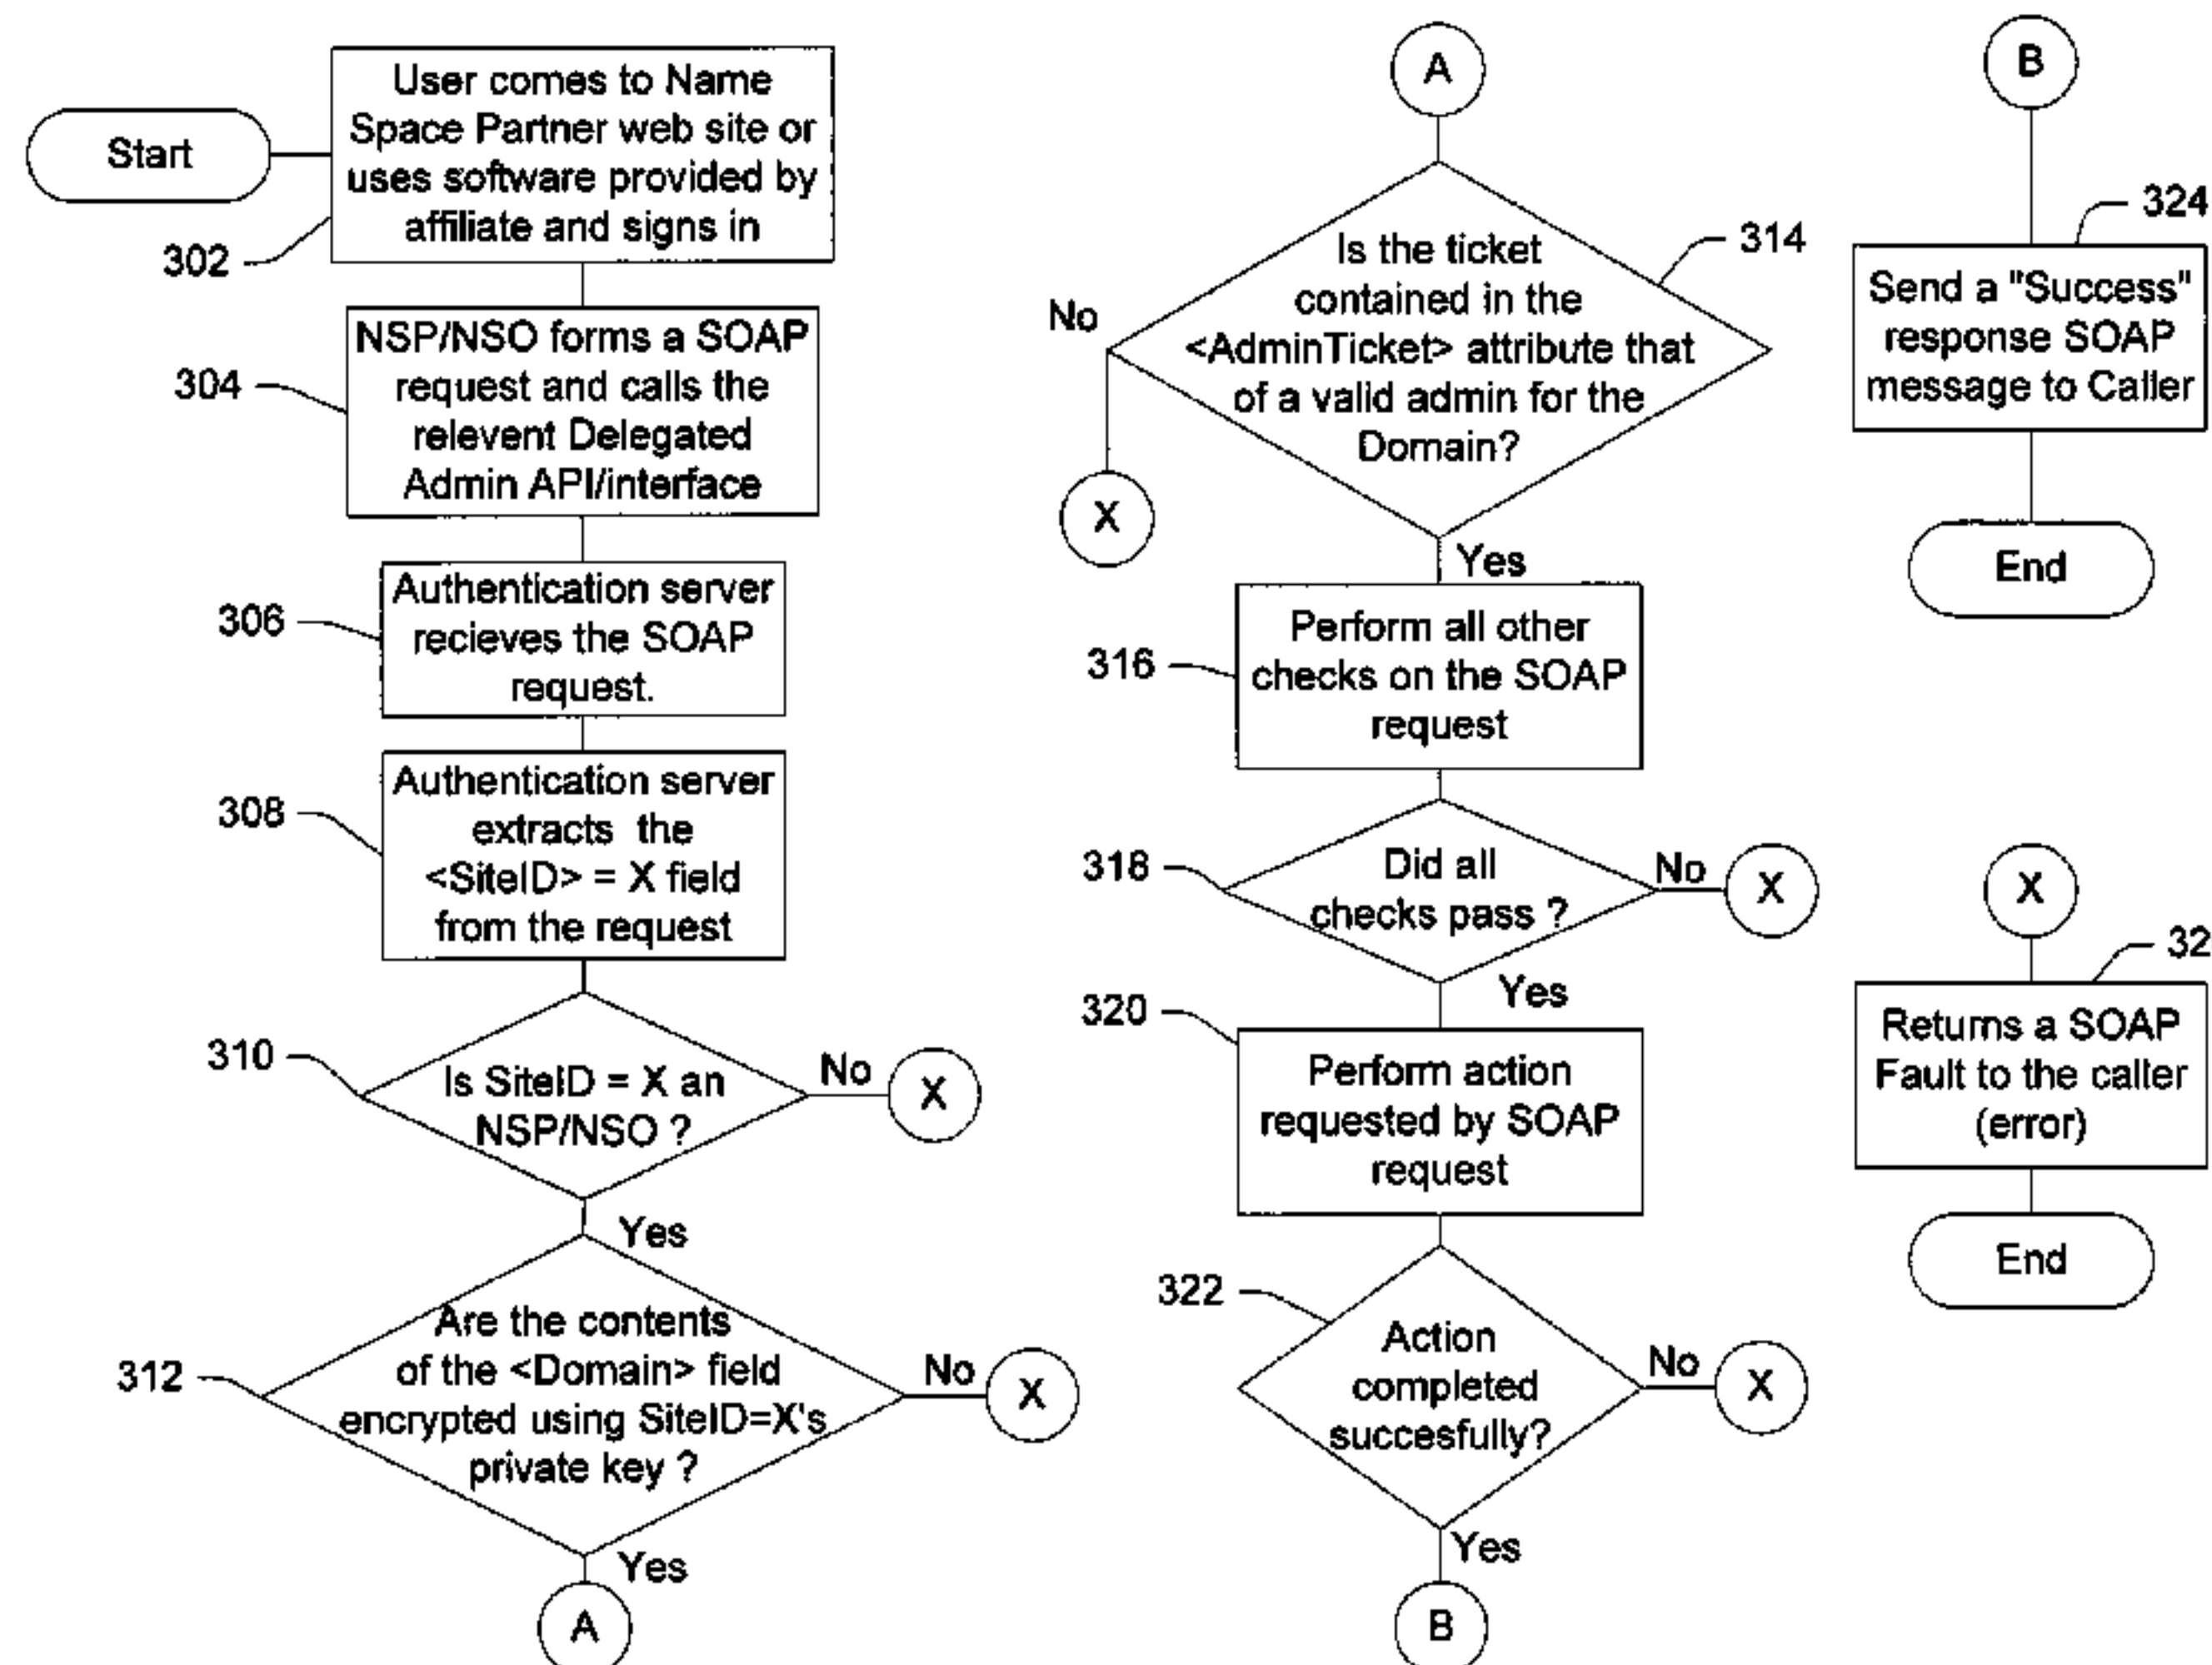 Start
User comes to Name
Space Partner web site or
uses software provided by
affiliate and signs in
302
NSP/NSO forms a SOAP
request and calls the
relevent Delegated
Admin API/interface
304
Authentication server
recieves the SOAP
request.
306
Authentication server
extracts the
<SiteID> = X field
from the request
308
310
Is SiteID = X an
NSP/NSO ?
No
X
Yes
Are the contents
of the <Domain> field
encrypted using SiteID=X's
private key ?
312
No
X
Yes
A
A
314
Is the ticket
contained in the
<AdminTicket> attribute that
of a valid admin for the
Domain?
No
X
Yes
Perform all other
checks on the SOAP
request
316
318
Did all
checks pass ?
No
X
Yes
320
Perform action
requested by SOAP
request
322
Action
completed
succesfully?
No
X
Yes
B
B
324
Send a "Success"
response SOAP
message to Caller
End
X
32
Returns a SOAP
Fault to the caller
(error)
End